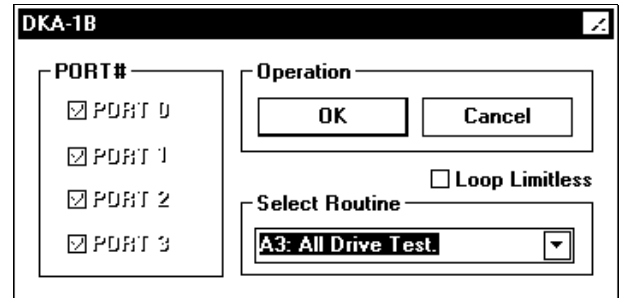 DKA-1B
PORT#
PORT 0
PORT 1
PORT 2
PORT 3
Operation
OK
Cancel
Loop Limitless
Select Routine
A3: All Drive Test.